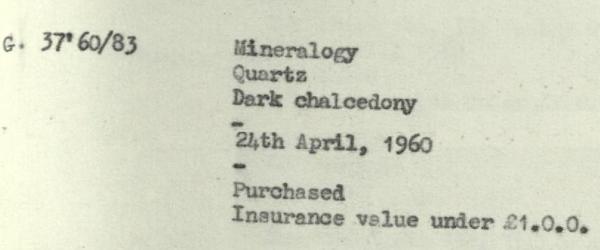 G. 37'60/83
Mineralogy
Quartz
Dark chalcedony
-
24th April, 1960
-
Purchased
Insurance value under £1.0.0.